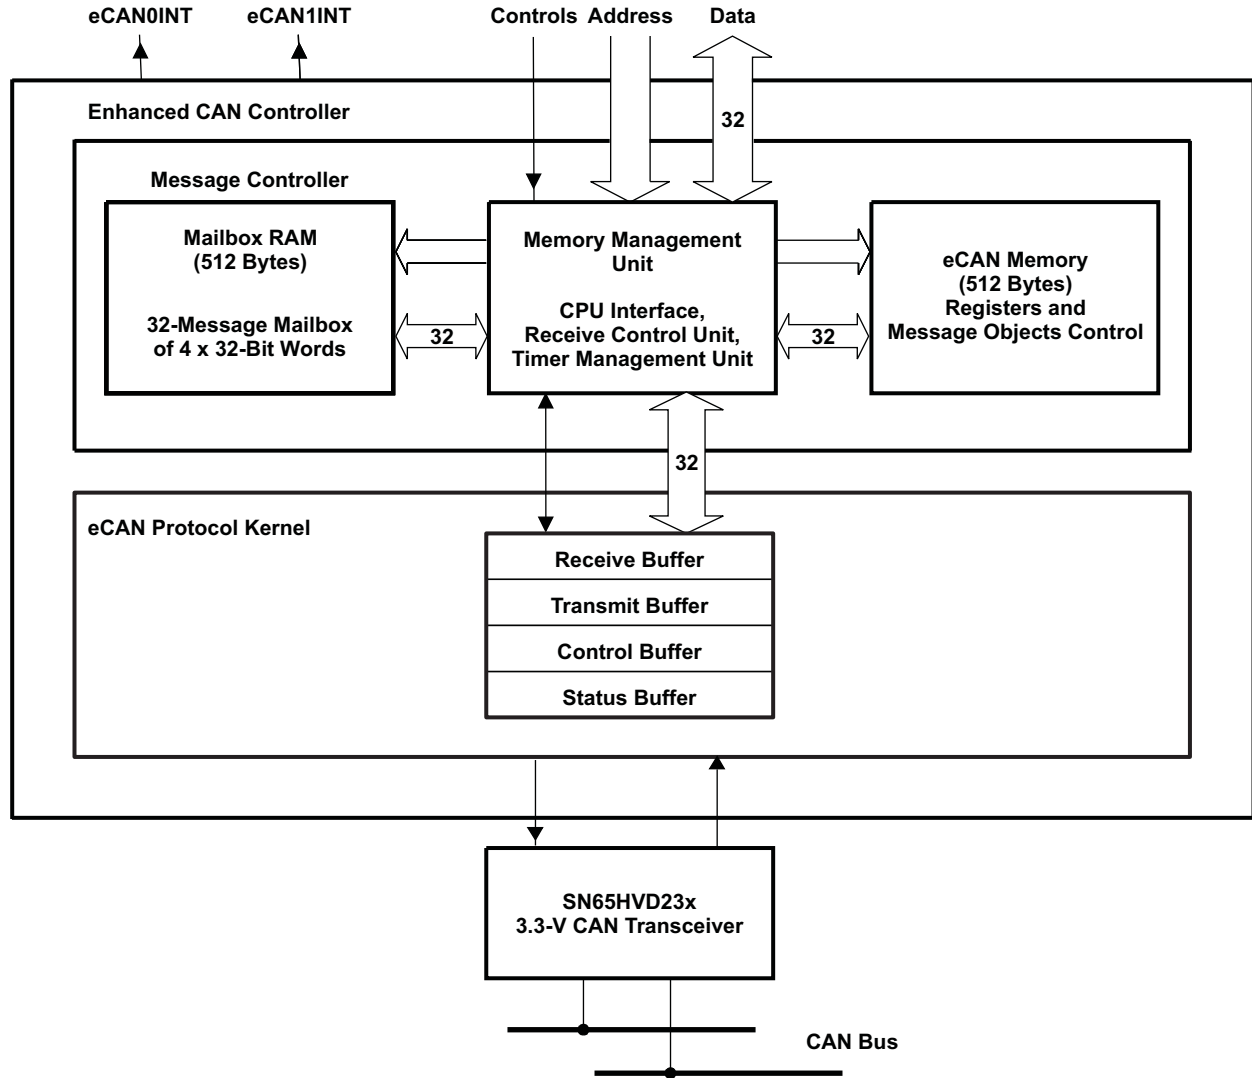 eCAN0INT
eCAN1INT
Controls
Address
Data
32
Enhanced CAN Controller
Message Controller
Mailbox RAM
(512 Bytes)
32-Message Mailbox
of 4 x 32-Bit Words
32
Memory Management
Unit
CPU Interface,
Receive Control Unit,
Timer Management Unit
32
eCAN Memory
(512 Bytes)
Registers and
Message Objects Control
32
eCAN Protocol Kernel
Receive Buffer
Transmit Buffer
Control Buffer
Status Buffer
SN65HVD23x
3.3-V CAN Transceiver
CAN Bus